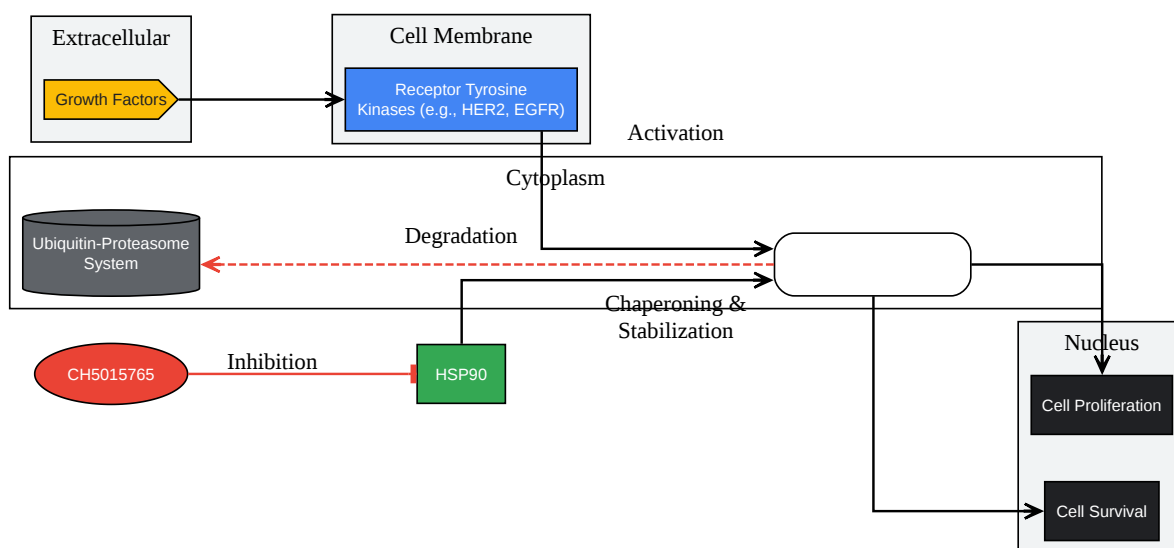 Extracellular
Growth Factors
Cell Membrane
Receptor Tyrosine
Kinases (e.g., HER2, EGFR)
Activation
Cytoplasm
Ubiquitin-Proteasome
System
Degradation
Chaperoning &
Stabilization
CH5015765
Inhibition
HSP90
Nucleus
Cell Proliferation
Cell Survival